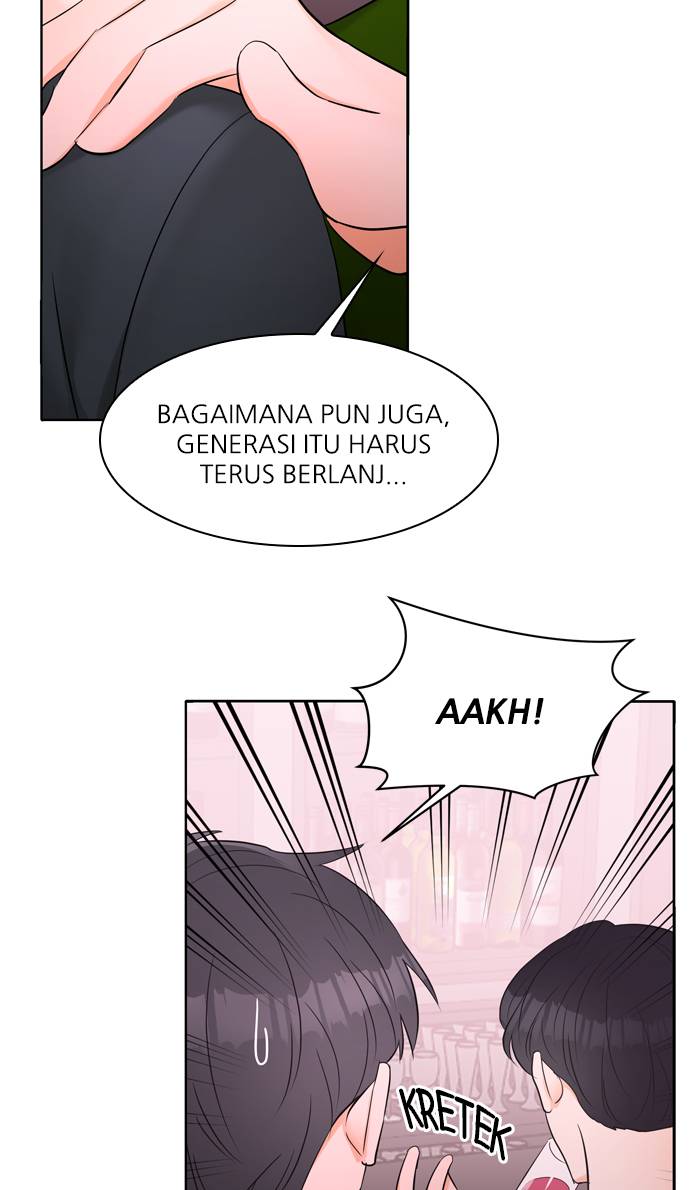 BAGAIMANA PUN JUGA,
GENERASI ITU HARUS
TERUS BERLANJ...
AAKH!
KRETEK